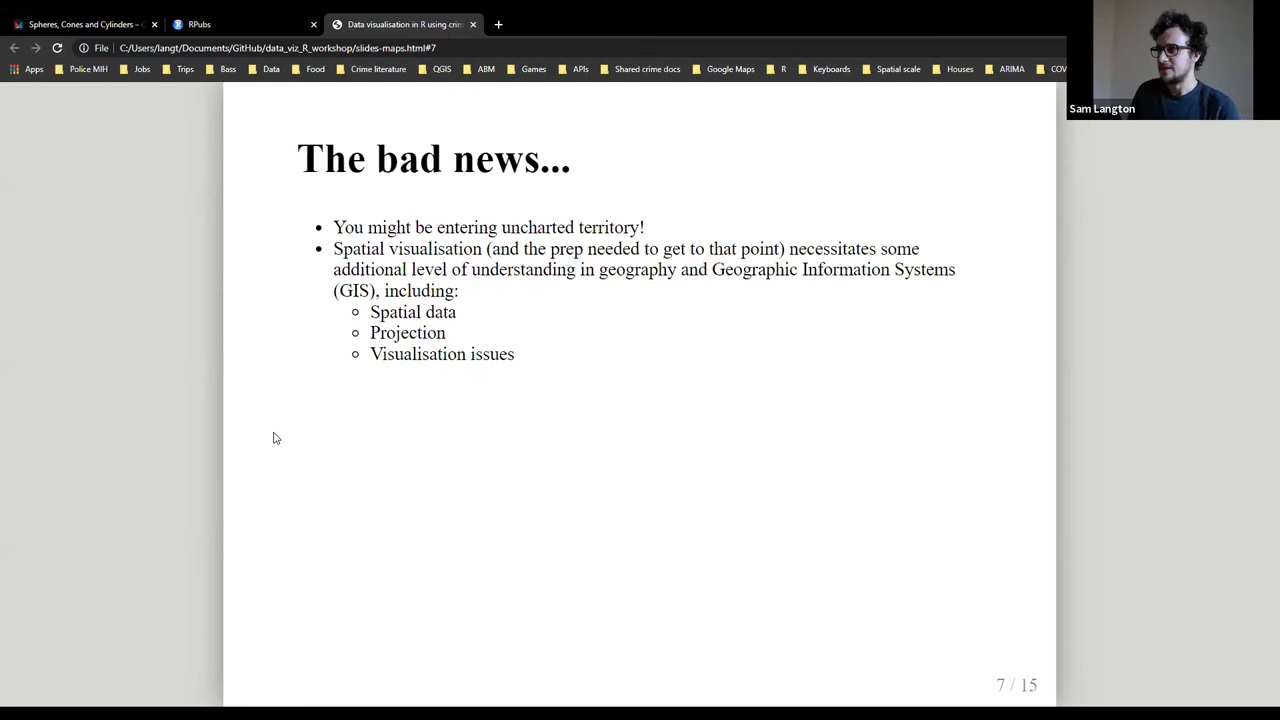 Spheres, Cones and Cylinders –
RPubs
Data visualisation in R using crim
File
C:/Users/langt/Documents/GitHub/data_viz_R_workshop/slides-maps.html#7
Apps Police MIH Jobs Trips Bass Data Food Crime literature QGIS ABM Games APIs Shared crime docs Google Maps R Keyboards Spatial scale Houses ARIMA COV
Sam Langton
The bad news...
• You might be entering uncharted territory!
• Spatial visualisation (and the prep needed to get to that point) necessitates some
additional level of understanding in geography and Geographic Information Systems
(GIS), including:
◦ Spatial data
◦ Projection
◦ Visualisation issues
7 / 15